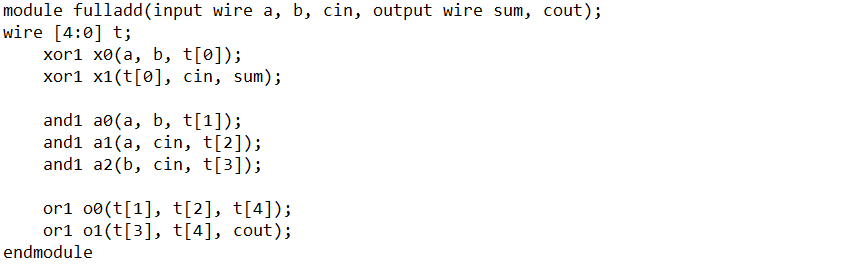 module fulladd(input wire a, b, cin, output wire sum, cout);
wire [4:0] t;
    xor1 x0(a, b, t[0]);
    xor1 x1(t[0], cin, sum);

    and1 a0(a, b, t[1]);
    and1 a1(a, cin, t[2]);
    and1 a2(b, cin, t[3]);

    or1 o0(t[1], t[2], t[4]);
    or1 o1(t[3], t[4], cout);
endmodule